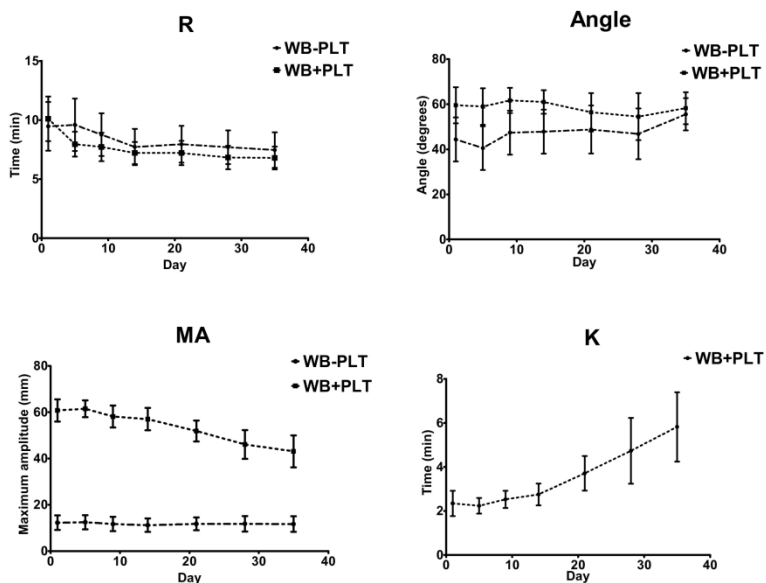 R
WB-PLT
WB+PLT
Time (min)
15
10
5
0
0 10 20 30 40
Day
Angle
WB-PLT
WB+PLT
Angle (degrees)
80
60
40
20
0
0 10 20 30 40
Day
MA
WB-PLT
WB+PLT
Maximum amplitude (mm)
80
60
40
20
0
0 10 20 30 40
Day
K
WB+PLT
Time (min)
8
6
4
2
0
0 10 20 30 40
Day